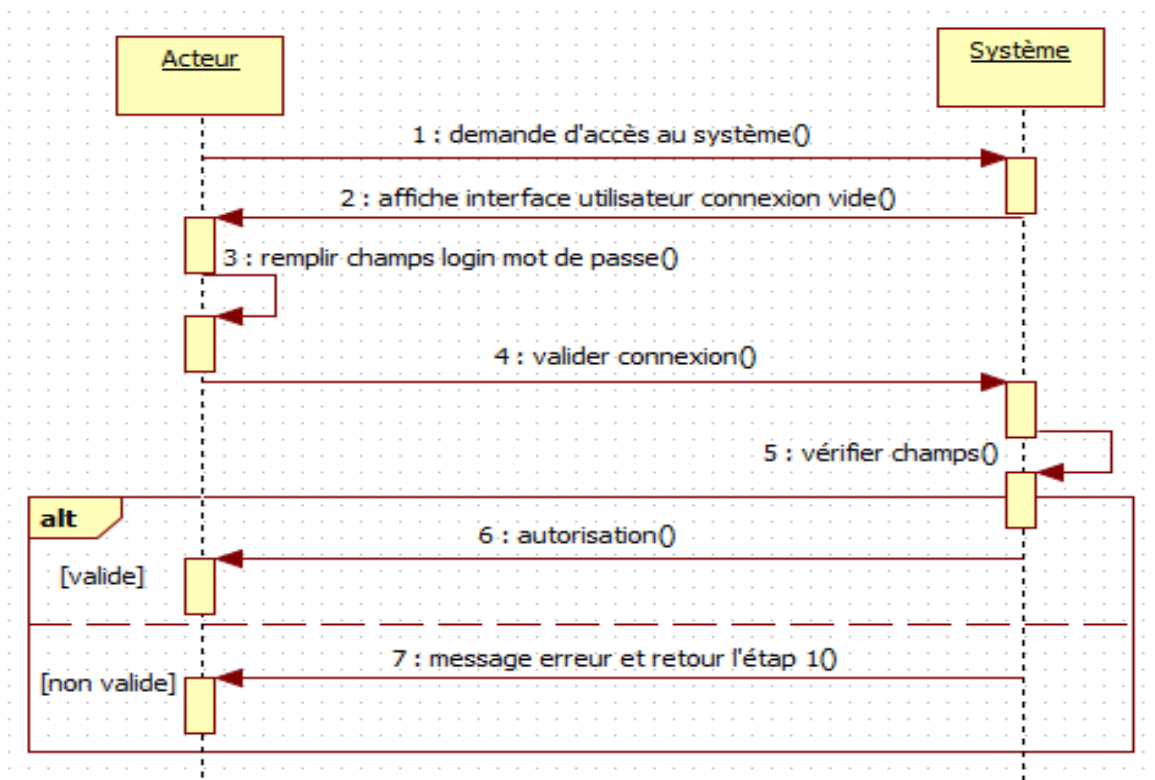 Acteur
Système
1 : demande d'accès au système()
2 : affiche interface utilisateur connexion vide()
3 : remplir champs login mot de passe()
4 : valider connexion()
5 : vérifier champs()
alt
6 : autorisation()
[valide]
7 : message erreur et retour l'étap 1()
[non valide]